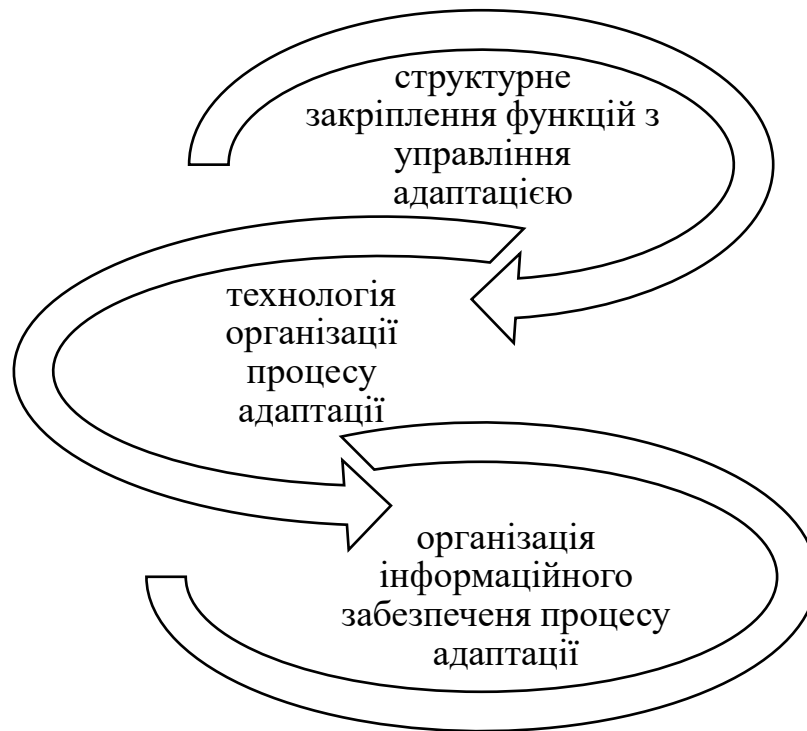 структурне
закріплення функцій з
управління
адаптацією
технологія
організації
процесу
адаптації
організація
інформаційного
забезпеченя процесу
адаптації